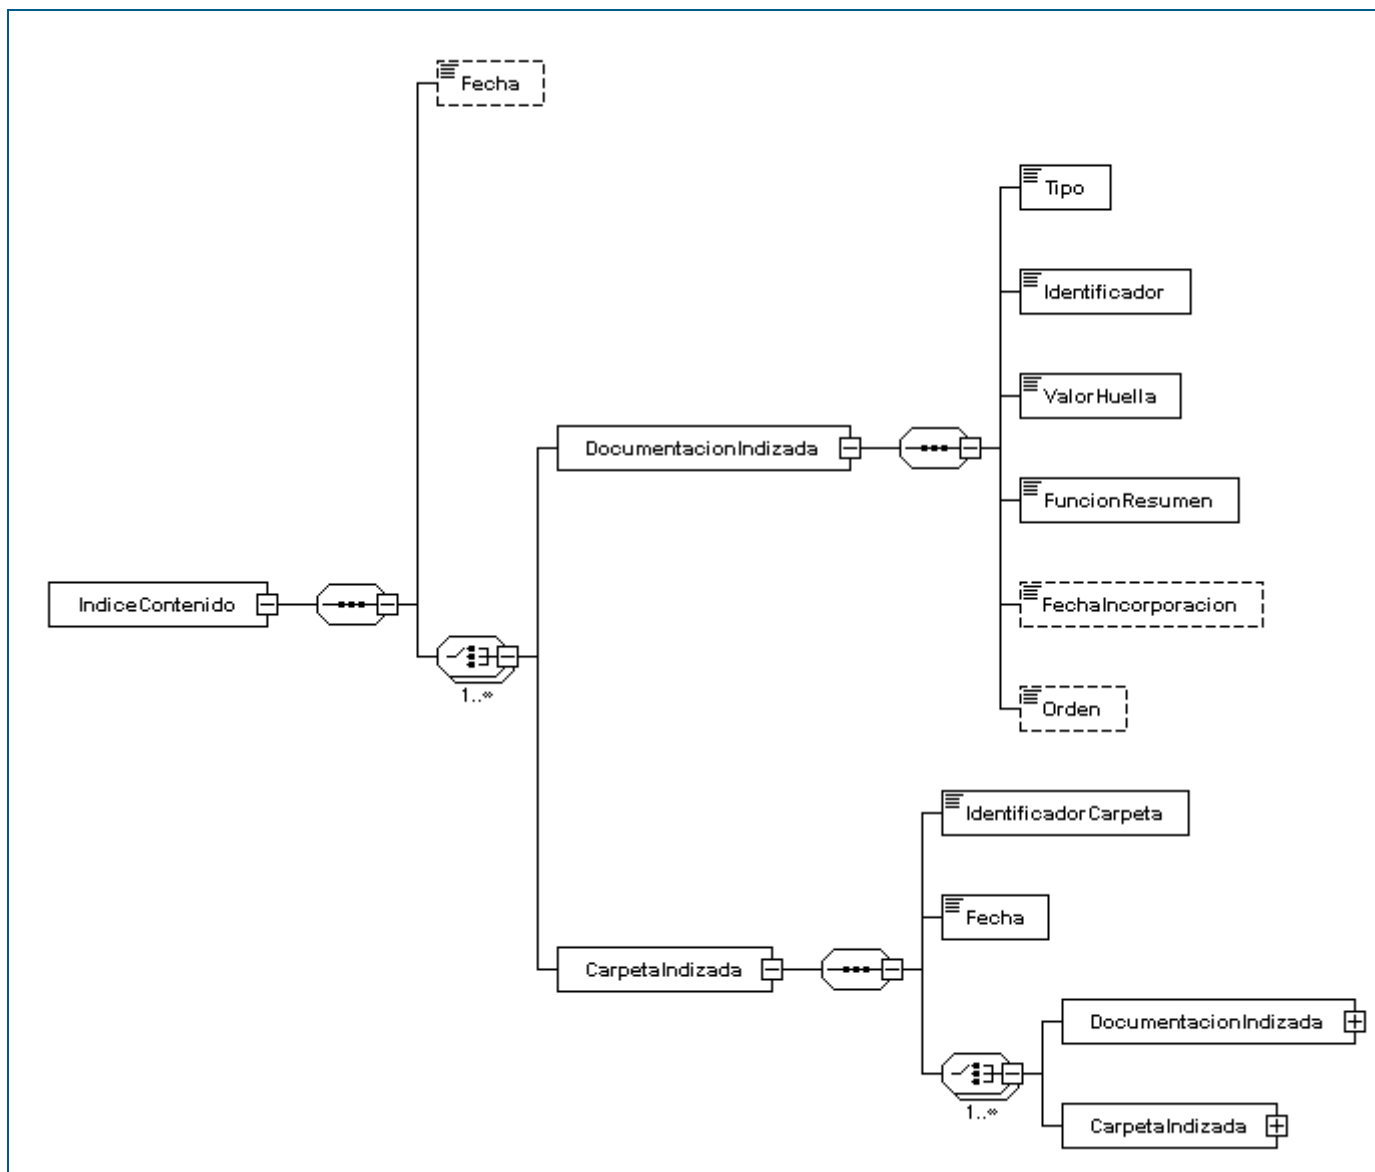 Fecha
Tipo
Identificador
ValorHuella
DocumentacionIndizada
FuncionResumen
IndiceContenido
FechaIncorporacion
1..∞
Orden
IdentificadorCarpeta
Fecha
CarpetaIndizada
DocumentacionIndizada
1..∞
CarpetaIndizada